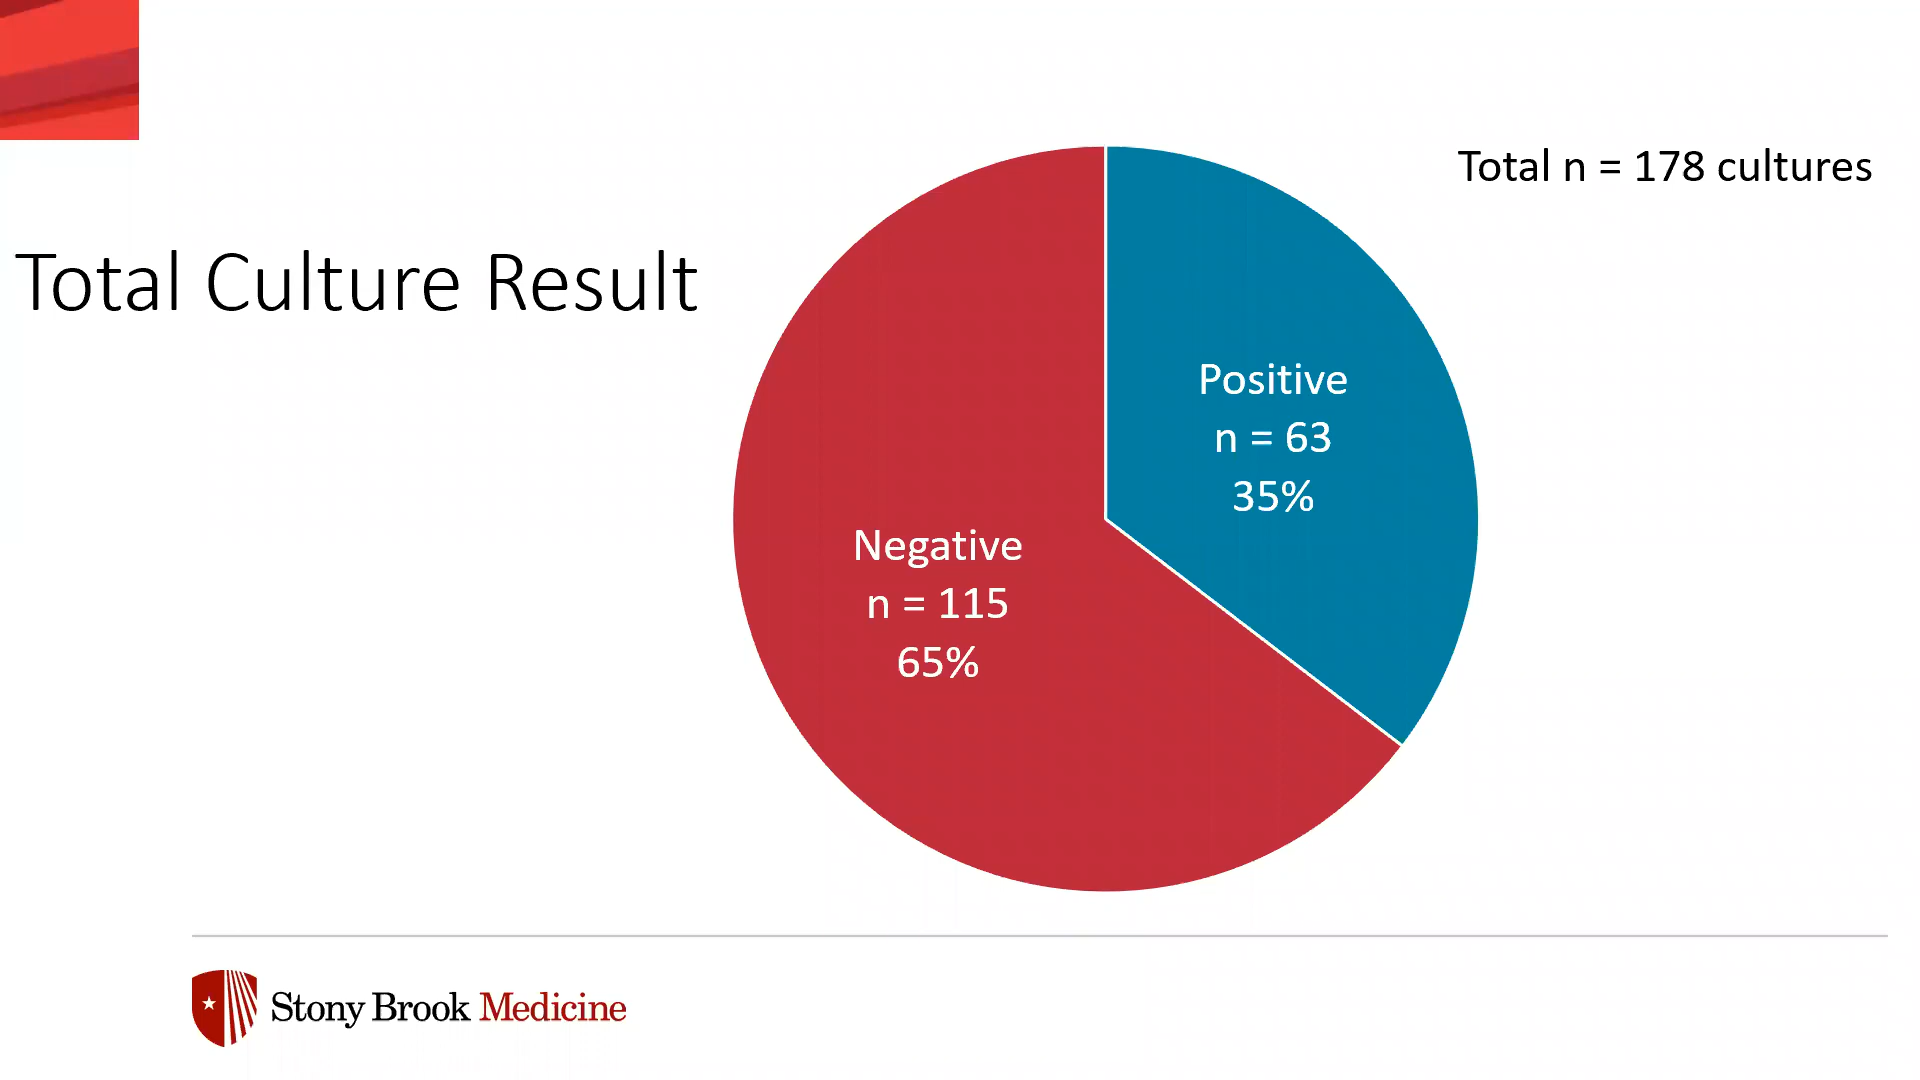 Total n = 178 cultures
Total Culture Result
Positive
n = 63
35%
Negative
n = 115
65%
Stony Brook Medicine